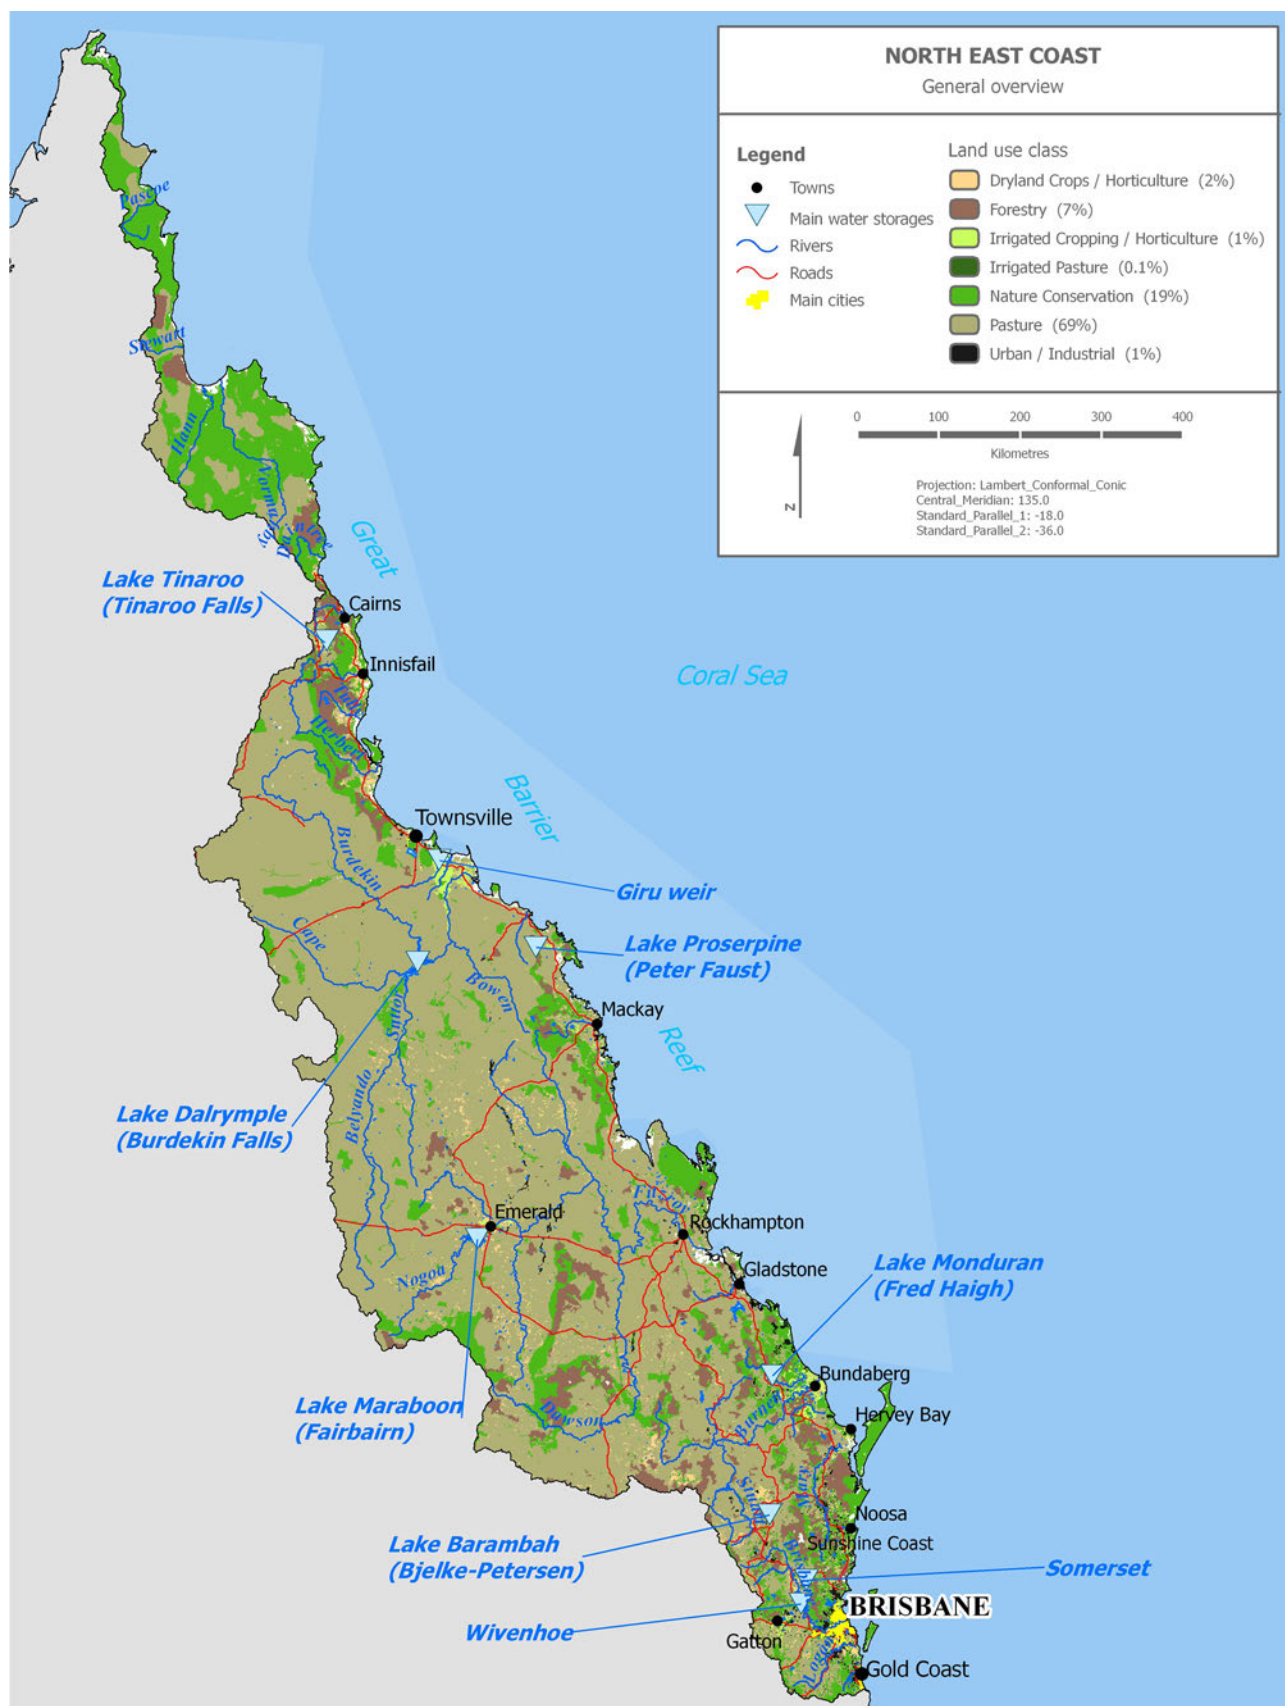 NORTH EAST COAST
General overview
Legend
Towns
Main water storages
Rivers
Roads
Main cities
Land use class
Dryland Crops / Horticulture (2%)
Forestry (7%)
Irrigated Cropping / Horticulture (1%)
Irrigated Pasture (0.1%)
Nature Conservation (19%)
Pasture (69%)
Urban / Industrial (1%)
0 100 200 300 400
Kilometres
N
Projection: Lambert_Conformal_Conic
Central_Meridian: 135.0
Standard_Parallel_1: -18.0
Standard_Parallel_2: -36.0
Pascoe
Stewart
Hann
Normanby
Daintree
Great
Lake Tinaroo
(Tinaroo Falls)
Cairns
Innisfail
Coral Sea
Tully
Herbert
Barrier
Townsville
Burdekin
Giru weir
Cape
Lake Proserpine
(Peter Faust)
Bowen
Suttor
Mackay
Reef
Belyando
Lake Dalrymple
(Burdekin Falls)
Fitzroy
Emerald
Rockhampton
Nogoa
Gladstone
Lake Monduran
(Fred Haigh)
Bundaberg
Lake Maraboon
(Fairbairn)
Dawson
Burnett
Hervey Bay
Stuart
Mary
Noosa
Sunshine Coast
Lake Barambah
(Bjelke-Petersen)
Brisbane
Somerset
BRISBANE
Wivenhoe
Gatton
Logan
Gold Coast